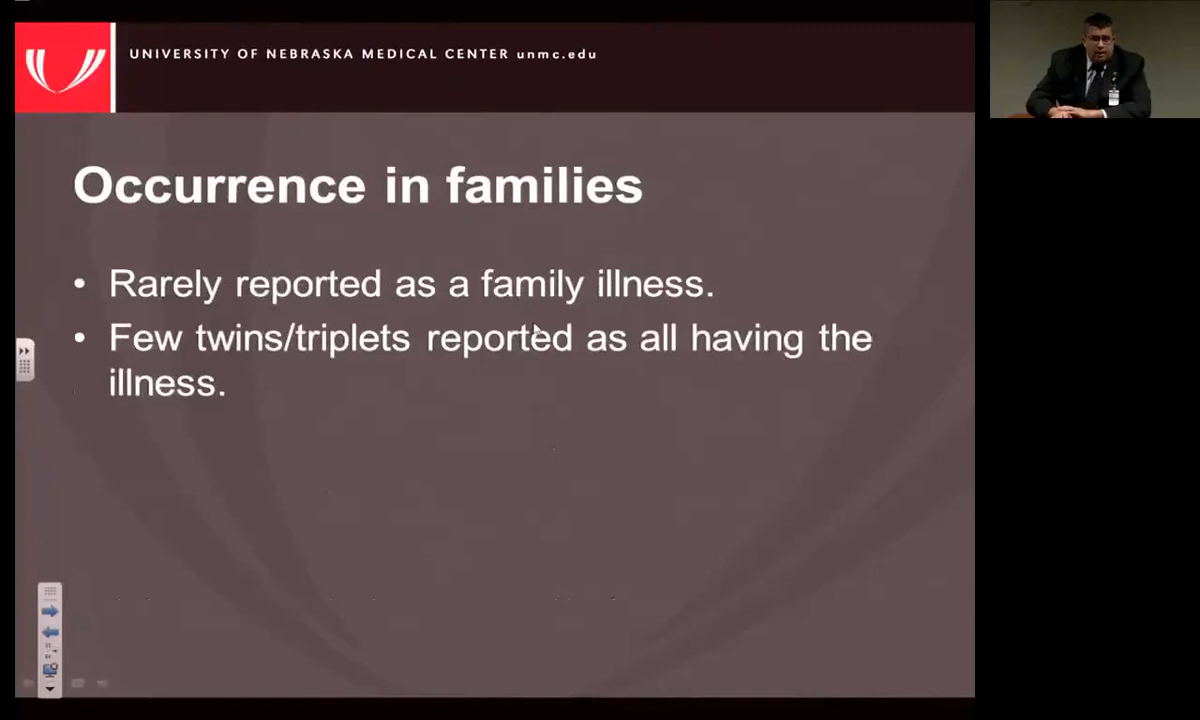 UNIVERSITY OF NEBRASKA MEDICAL CENTER unmc.edu
Occurrence in families
• Rarely reported as a family illness.
• Few twins/triplets reported as all having the
illness.